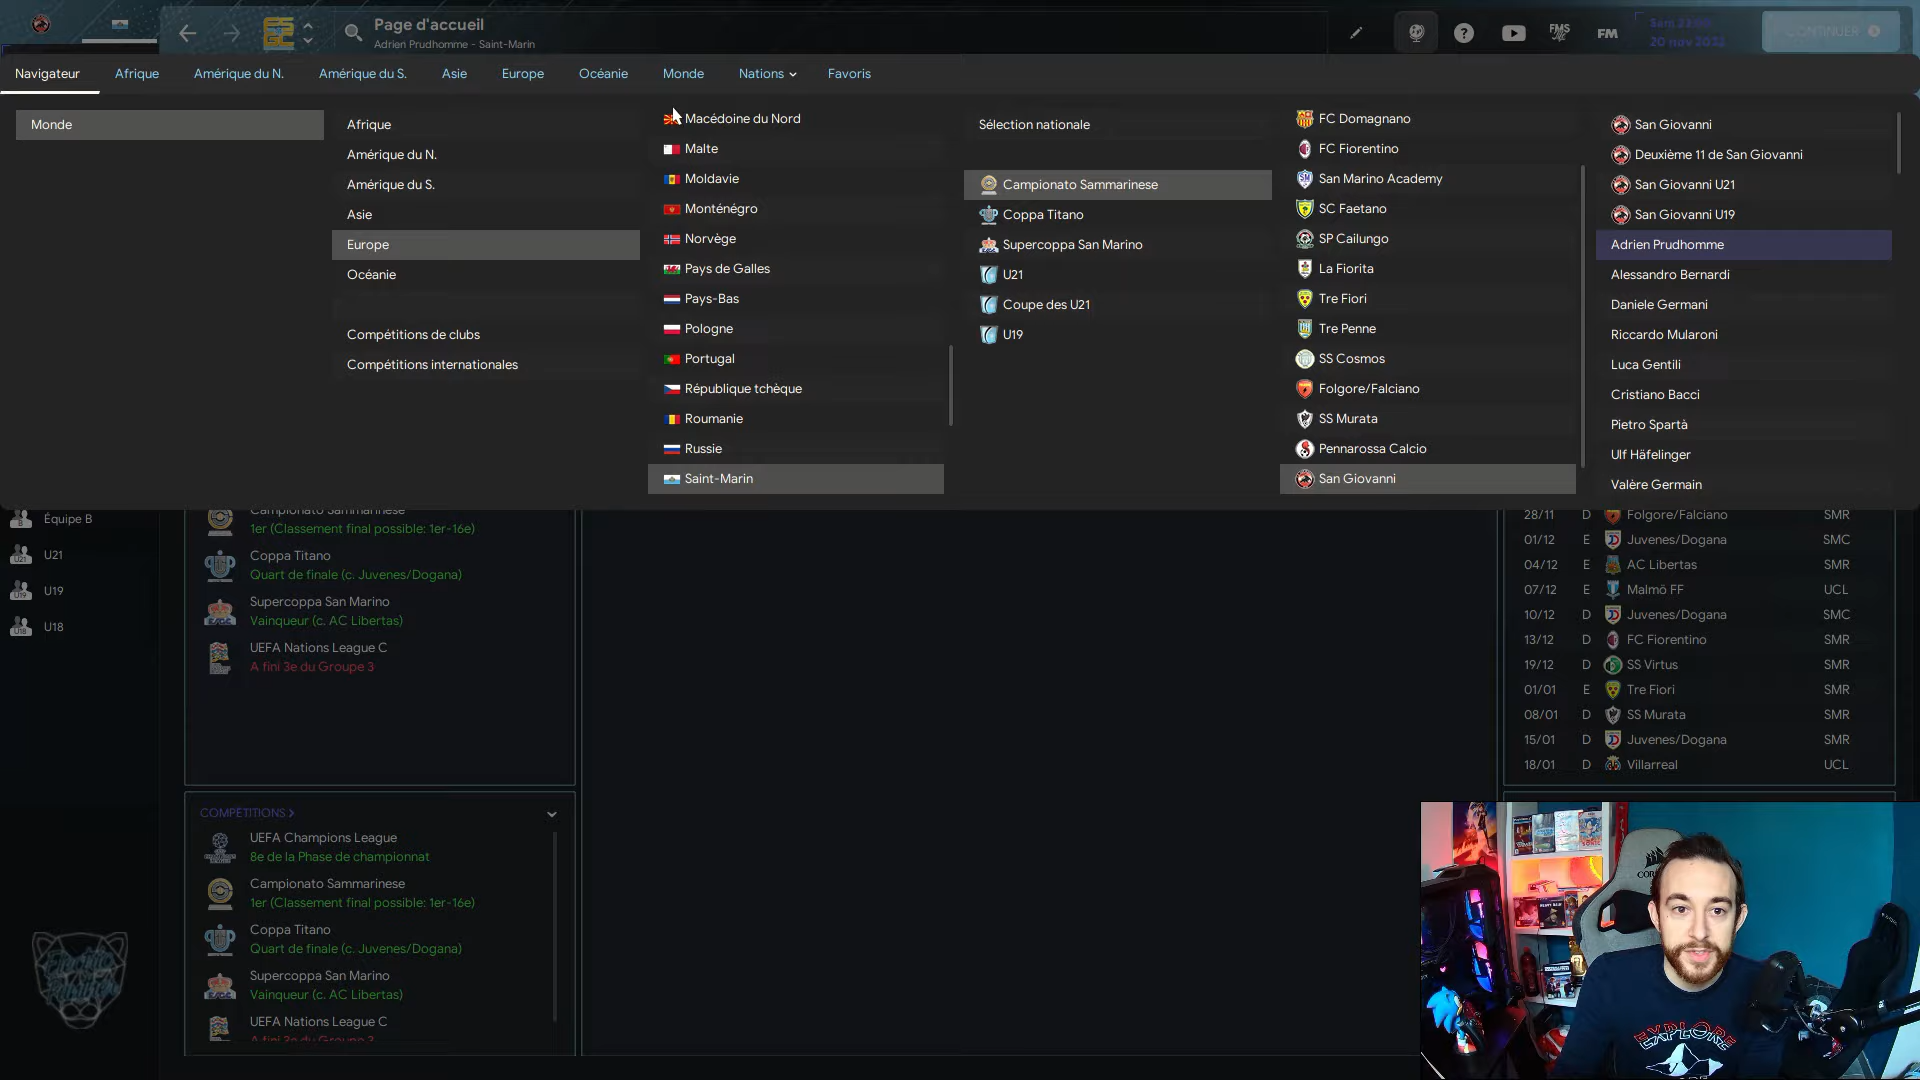 Page d'accueil
Adrien Prudhomme - Saint-Marin
FMS
FM
20 nov
CONTINUER
Navigateur
Afrique
Amérique du N.
Amérique du S.
Asie
Europe
Océanie
Monde
Nations
Favoris
Monde
Afrique
Amérique du N.
Amérique du S.
Asie
Europe
Océanie
Compétitions de clubs
Compétitions internationales
Macédoine du Nord
Malte
Moldavie
Monténégro
Norvège
Pays de Galles
Pays-Bas
Pologne
Portugal
République tchèque
Roumanie
Russie
Saint-Marin
Sélection nationale
Campionato Sammarinese
Coppa Titano
Supercoppa San Marino
U21
Coupe des U21
U19
FC Domagnano
FC Fiorentino
San Marino Academy
SC Faetano
SP Cailungo
La Fiorita
Tre Fiori
Tre Penne
SS Cosmos
Folgore/Falciano
SS Murata
Pennarossa Calcio
San Giovanni
San Giovanni
Deuxième 11 de San Giovanni
San Giovanni U21
San Giovanni U19
Adrien Prudhomme
Alessandro Bernardi
Daniele Germani
Riccardo Mularoni
Luca Gentili
Cristiano Bacci
Pietro Spartà
Ulf Häfelinger
Valère Germain
Équipe B
U21
U19
U18
Campionato Sammarinese
1er (Classement final possible: 1er-16e)
Coppa Titano
Quart de finale (c. Juvenes/Dogana)
Supercoppa San Marino
Vainqueur (c. AC Libertas)
UEFA Nations League C
A fini 3e du Groupe 3
COMPÉTITIONS >
UEFA Champions League
8e de la Phase de championnat
Campionato Sammarinese
1er (Classement final possible: 1er-16e)
Coppa Titano
Quart de finale (c. Juvenes/Dogana)
Supercoppa San Marino
Vainqueur (c. AC Libertas)
UEFA Nations League C
A fini 3e du Groupe 3
28/11 D Folgore/Falciano SMR
01/12 E Juvenes/Dogana SMC
04/12 E AC Libertas SMR
07/12 E Malmö FF UCL
10/12 D Juvenes/Dogana SMC
13/12 D FC Fiorentino SMR
19/12 D SS Virtus SMR
01/01 E Tre Fiori SMR
08/01 D SS Murata SMR
15/01 D Juvenes/Dogana SMR
18/01 D Villarreal UCL
EXPLORE